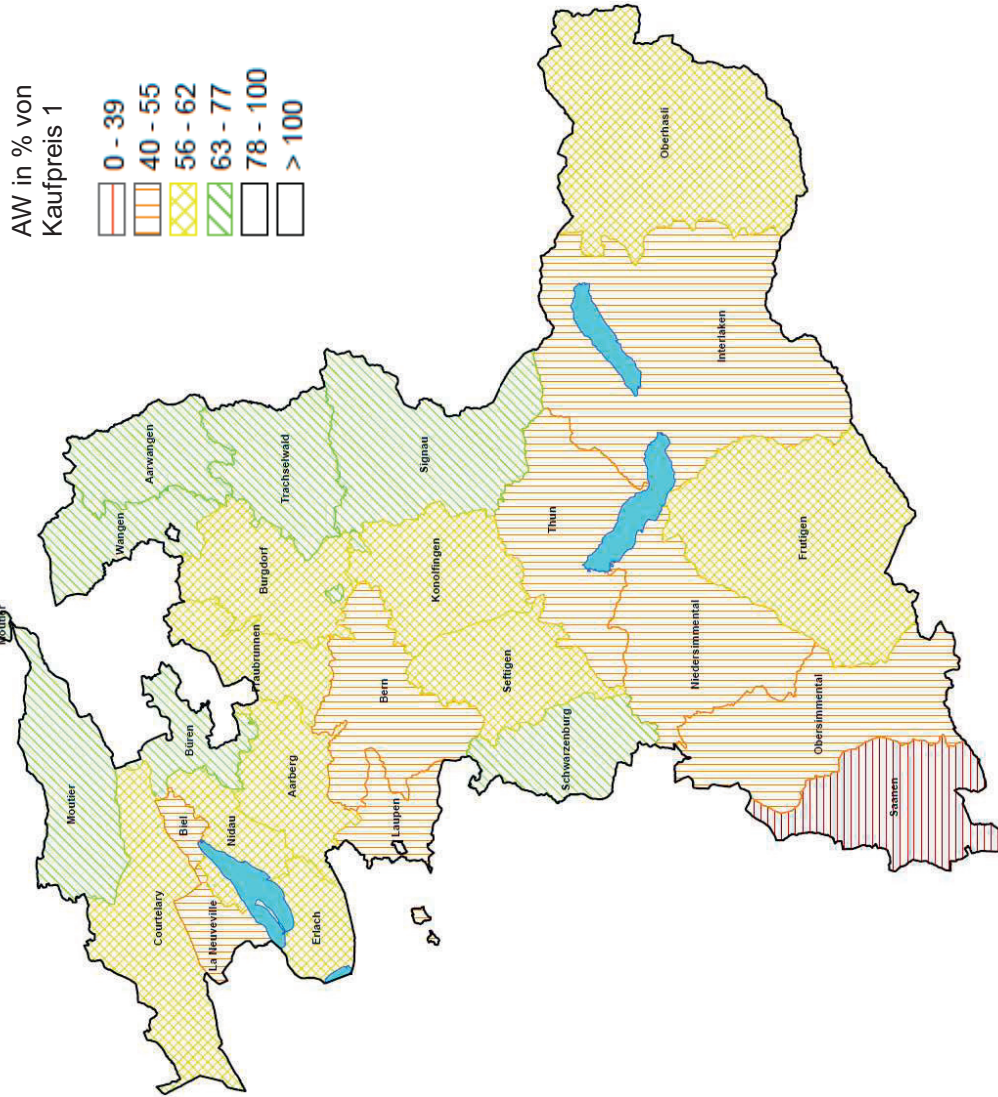 AW in % von
Kaufpreis 1
0 - 39
40 - 55
56 - 62
63 - 77
78 - 100
> 100
Moutier
Moutier
Courtelary
La Neuveville
Biel
Nidau
Erlach
Büren
Aarberg
Fraubrunnen
Burgdorf
Wangen
Aarwangen
Trachselwald
Signau
Konolfingen
Bern
Laupen
Seftigen
Schwarzenburg
Thun
Niedersimmental
Obersimmental
Saanen
Frutigen
Interlaken
Oberhasli